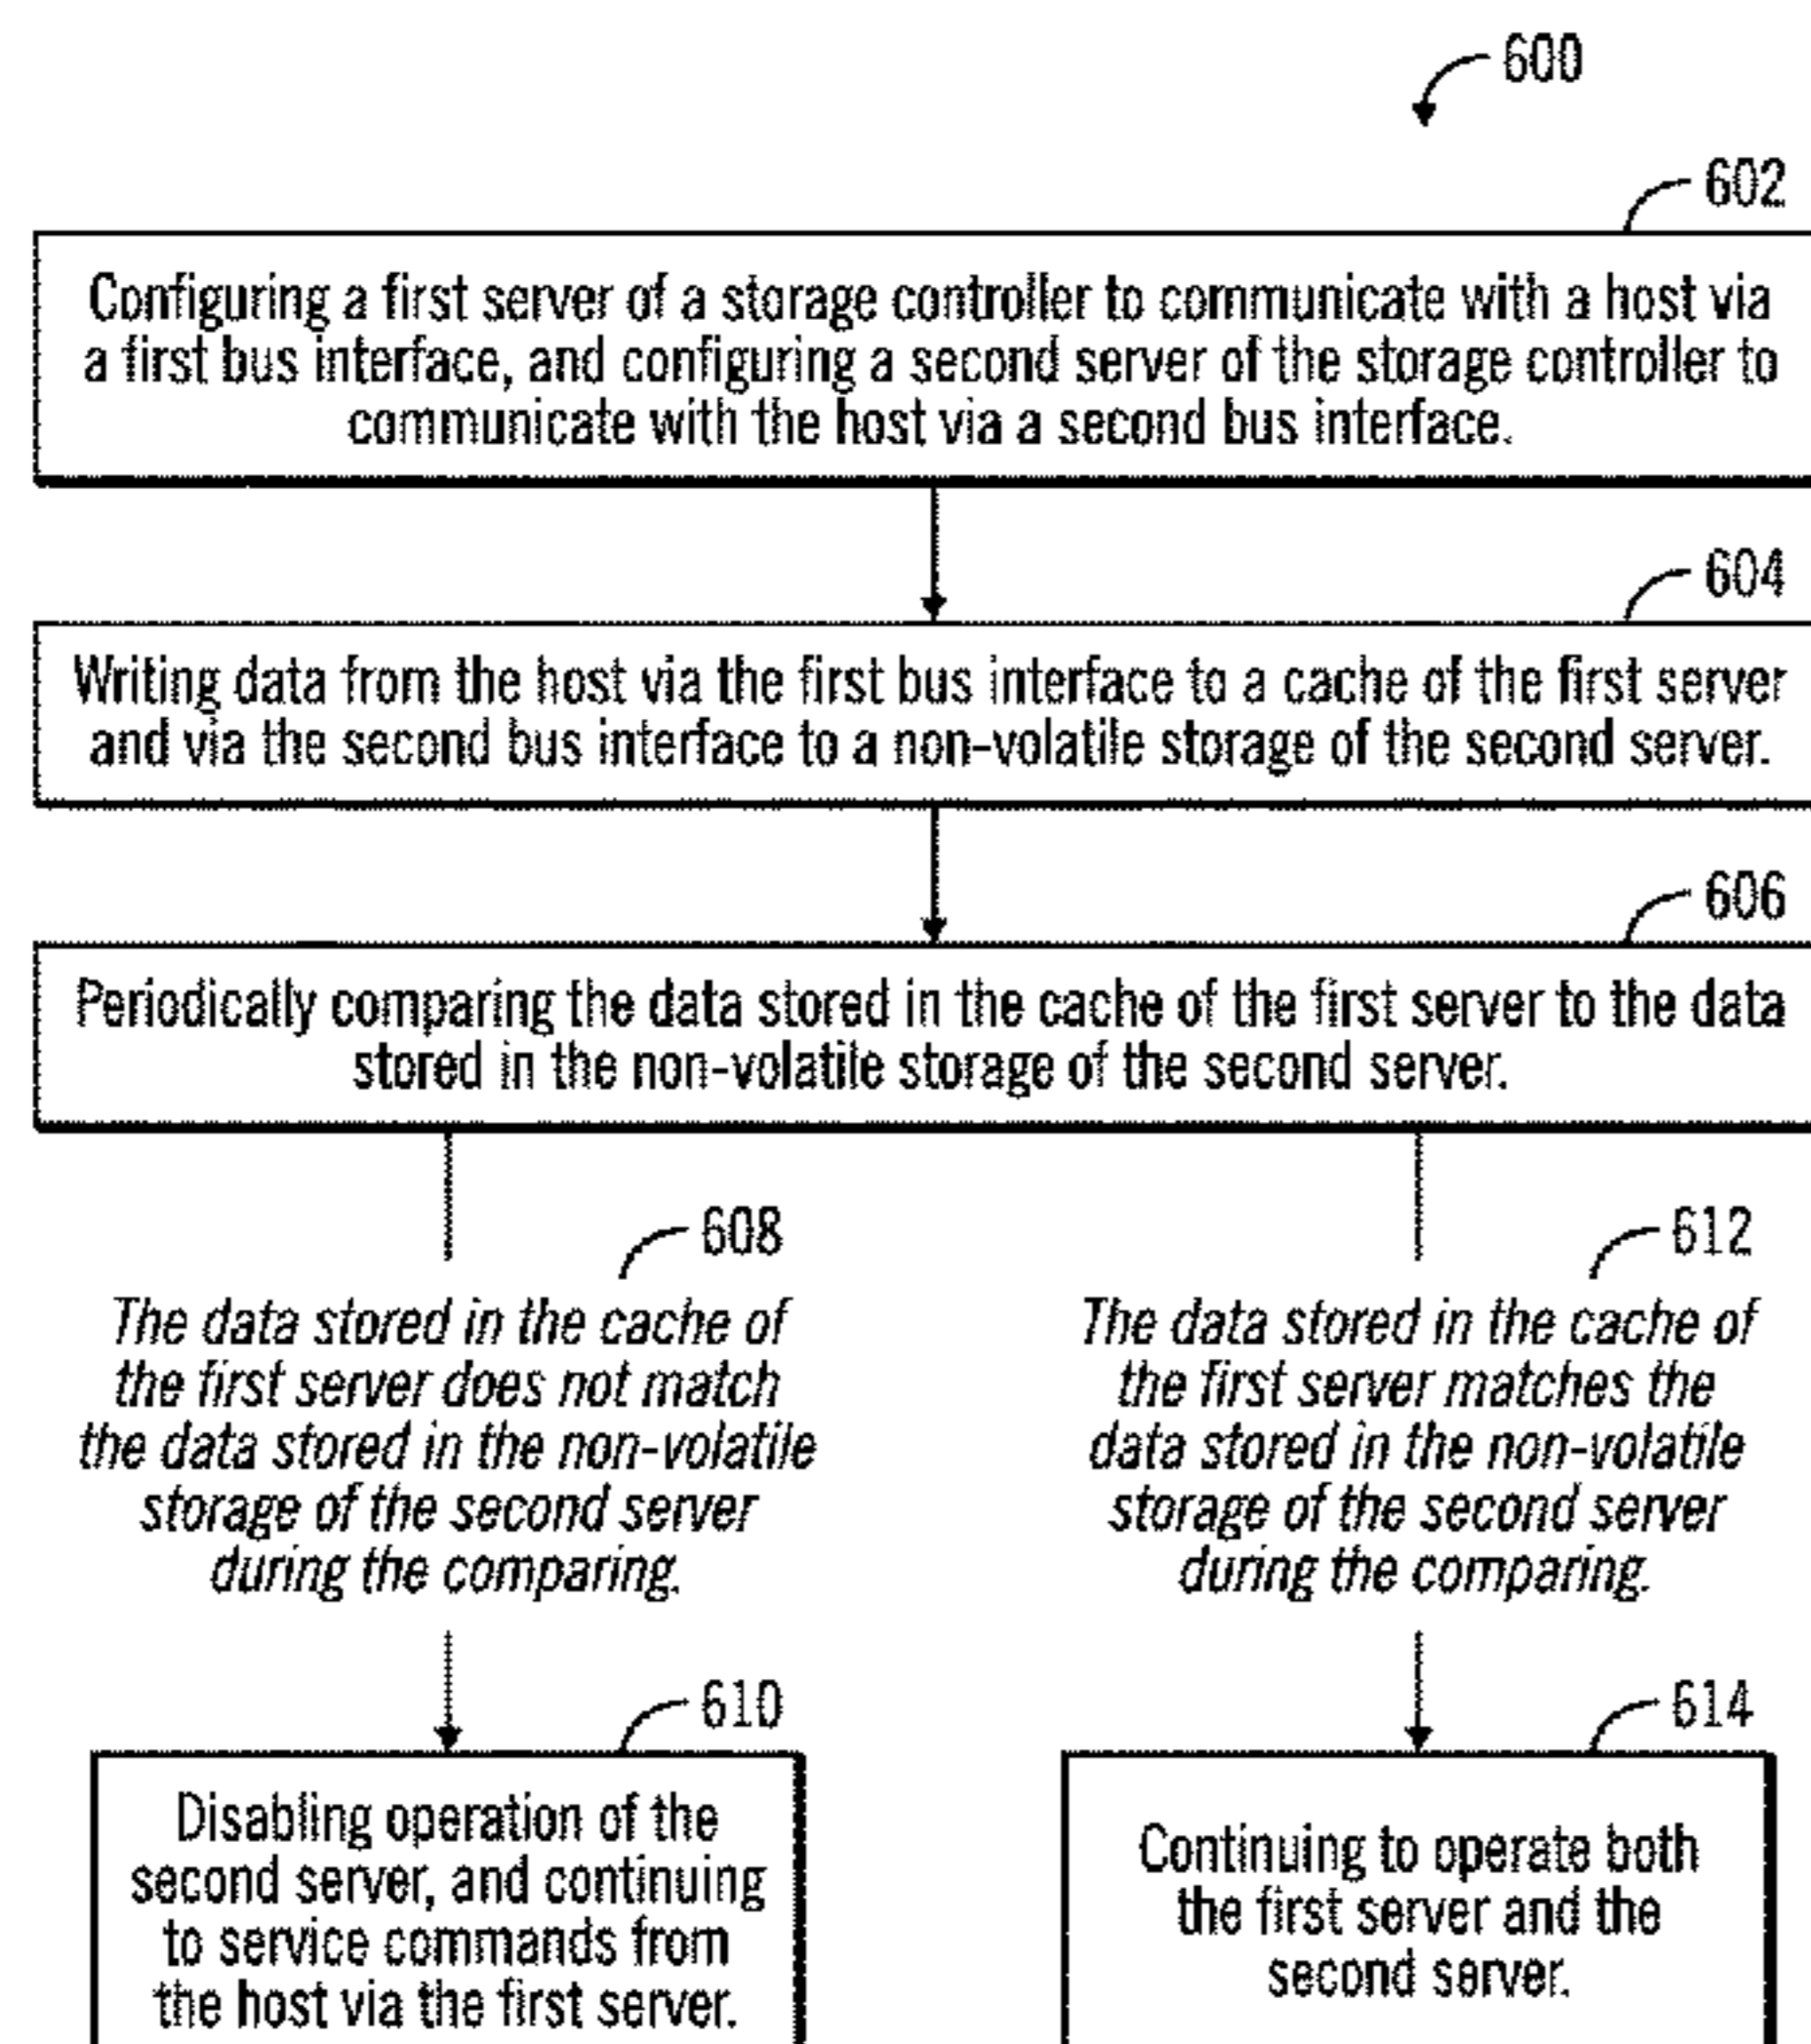 600
602
Configuring a first server of a storage controller to communicate with a host via
a first bus interface, and configuring a second server of the storage controller to
communicate with the host via a second bus interface.
604
Writing data from the host via the first bus interface to a cache of the first server
and via the second bus interface to a non-volatile storage of the second server.
606
Periodically comparing the data stored in the cache of the first server to the data
stored in the non-volatile storage of the second server.
608
The data stored in the cache of
the first server does not match
the data stored in the non-volatile
storage of the second server
during the comparing.
612
The data stored in the cache of
the first server matches the
data stored in the non-volatile
storage of the second server
during the comparing.
610
Disabling operation of the
second server, and continuing
to service commands from
the host via the first server.
614
Continuing to operate both
the first server and the
second server.